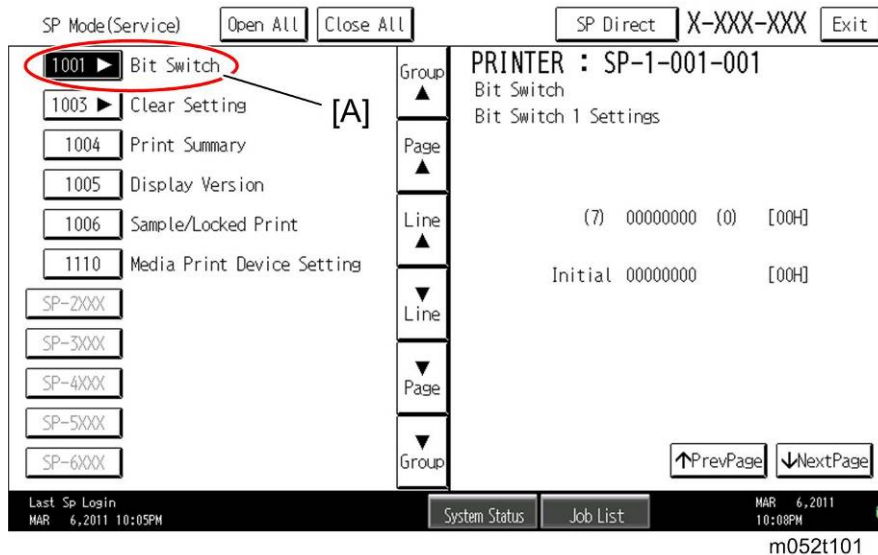 SP Mode(Service) Open All Close All SP Direct X-XXX-XXX Exit
1001 ▶ Bit Switch
1003 ▶ Clear Setting
[A]
1004 Print Summary
1005 Display Version
1006 Sample/Locked Print
1110 Media Print Device Setting
SP-2XXX
SP-3XXX
SP-4XXX
SP-5XXX
SP-6XXX
Group ▲
Page ▲
Line ▲
▼ Line
▼ Page
▼ Group
PRINTER : SP-1-001-001
Bit Switch
Bit Switch 1 Settings
(7) 00000000 (0) [00H]
Initial 00000000 [00H]
↑PrevPage ↓NextPage
Last Sp Login
MAR 6,2011 10:05PM
System Status Job List
MAR 6,2011
10:08PM
m052t101